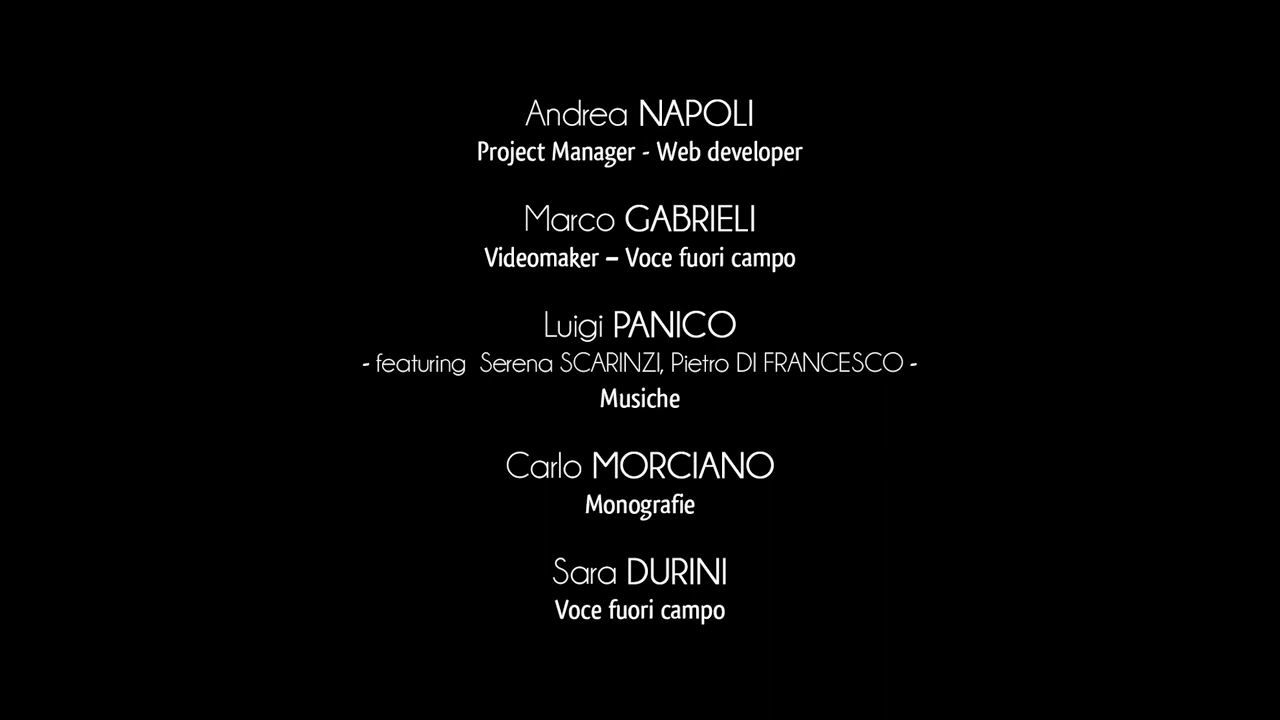 Andrea NAPOLI
Project Manager - Web developer
Marco GABRIELI
Videomaker – Voce fuori campo
Luigi PANICO
- featuring  Serena SCARINZI, Pietro DI FRANCESCO -
Musiche
Carlo MORCIANO
Monografie
Sara DURINI
Voce fuori campo